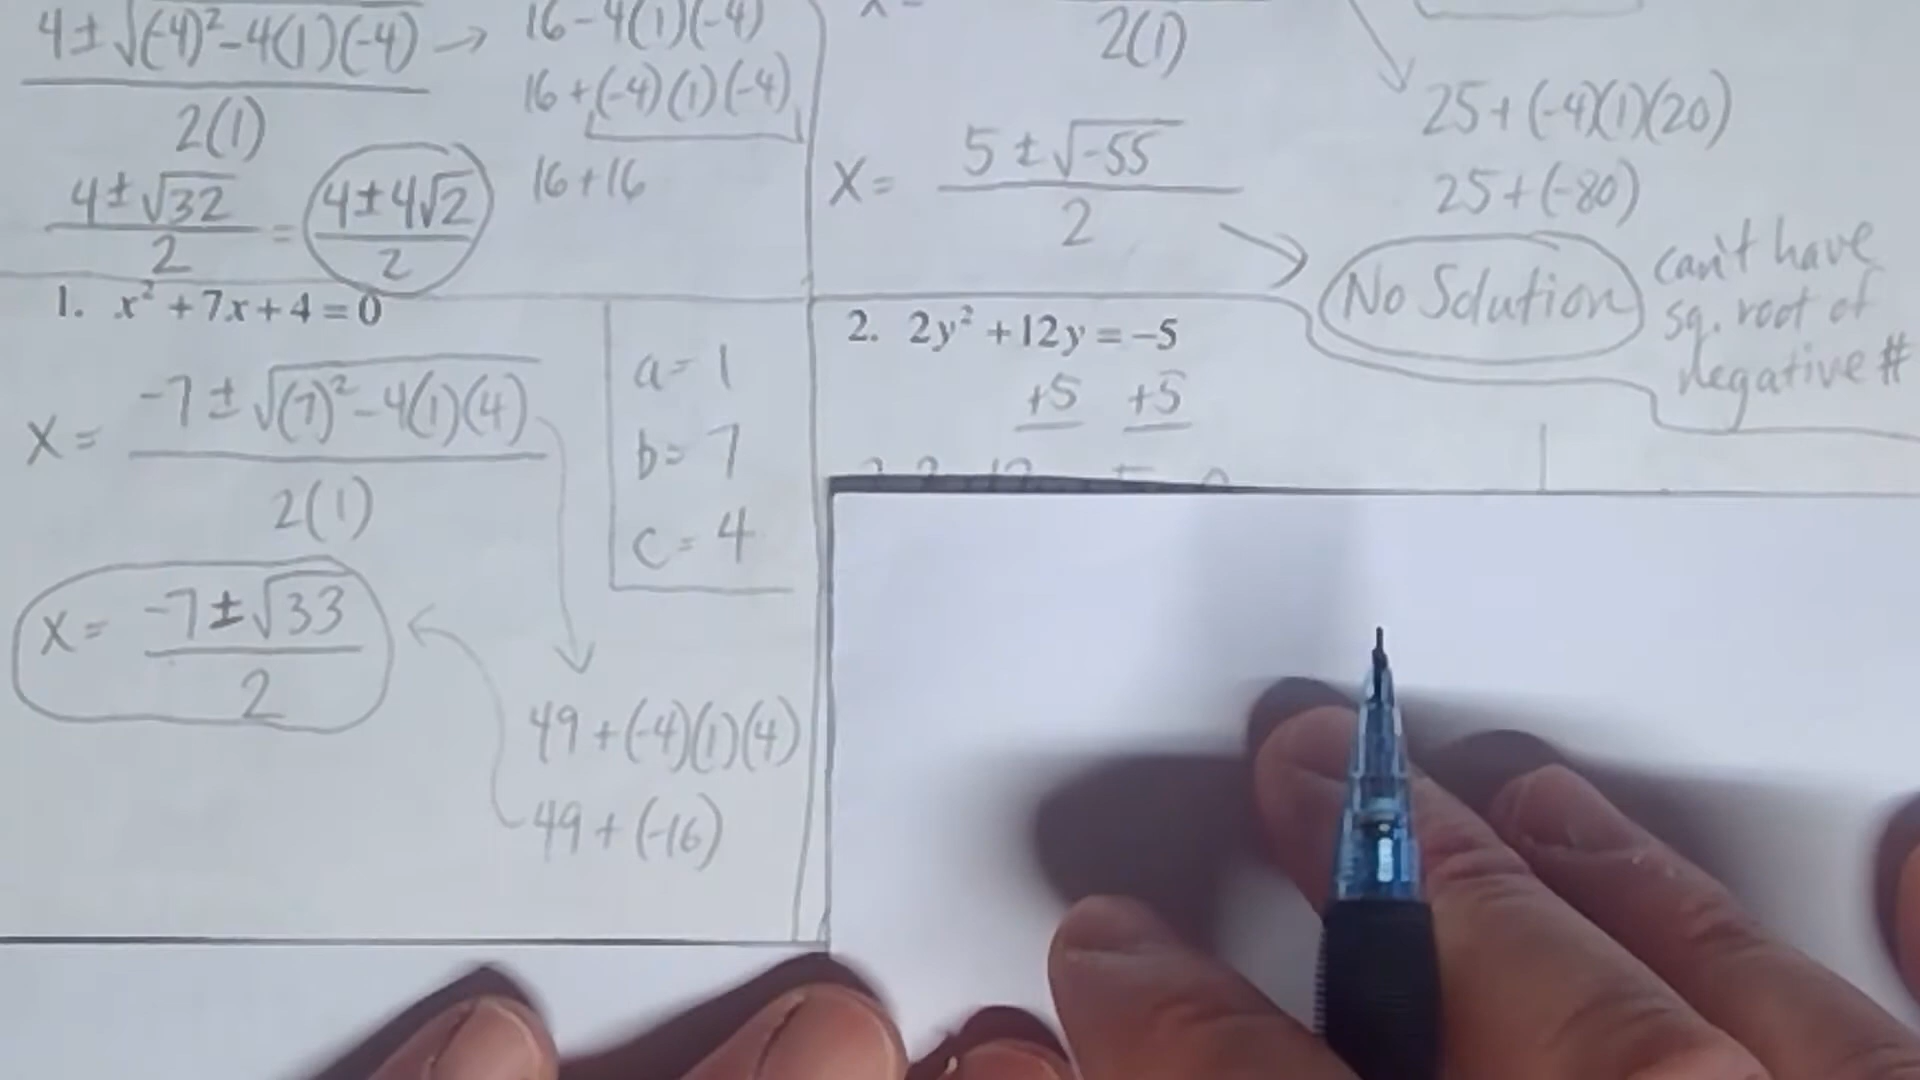 4±√(-4)²-4(1)(-4) →
2(1)
16-4(1)(-4)
16+(-4)(1)(-4)
16+16
4±√32
2
=
4±4√2
2
2(1)
X= 5±√-55
2
25+(-4)(1)(20)
25+(-80)
No Solution
can't have
sq. root of
negative #
1. x² + 7x + 4 = 0
X= -7±√(7)²-4(1)(4)
2(1)
a=1
b=7
c=4
X= -7±√33
2
49+(-4)(1)(4)
49+(-16)
2. 2y² + 12y = -5
+5 +5